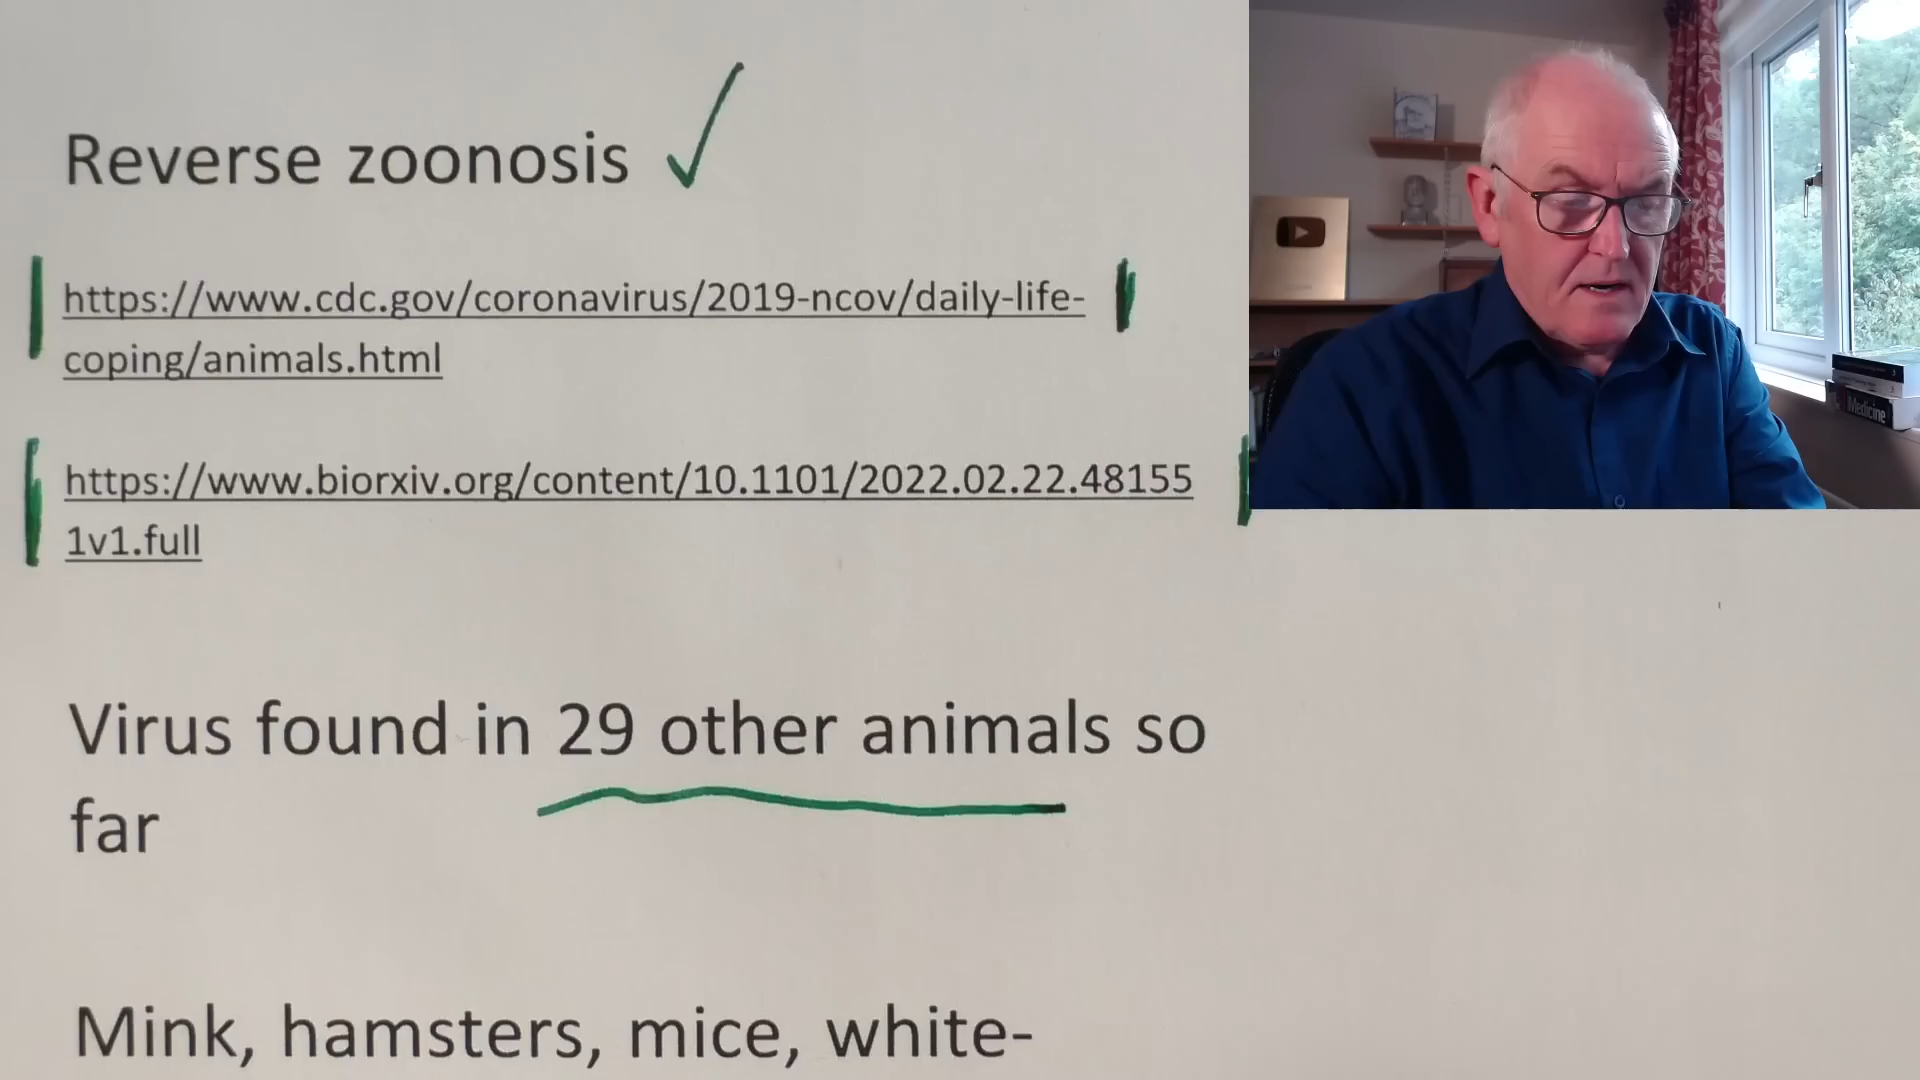 Reverse zoonosis
https://www.cdc.gov/coronavirus/2019-ncov/daily-life-
coping/animals.html
https://www.biorxiv.org/content/10.1101/2022.02.22.48155
1v1.full
Virus found in 29 other animals so
far
Mink, hamsters, mice, white-
Medicine